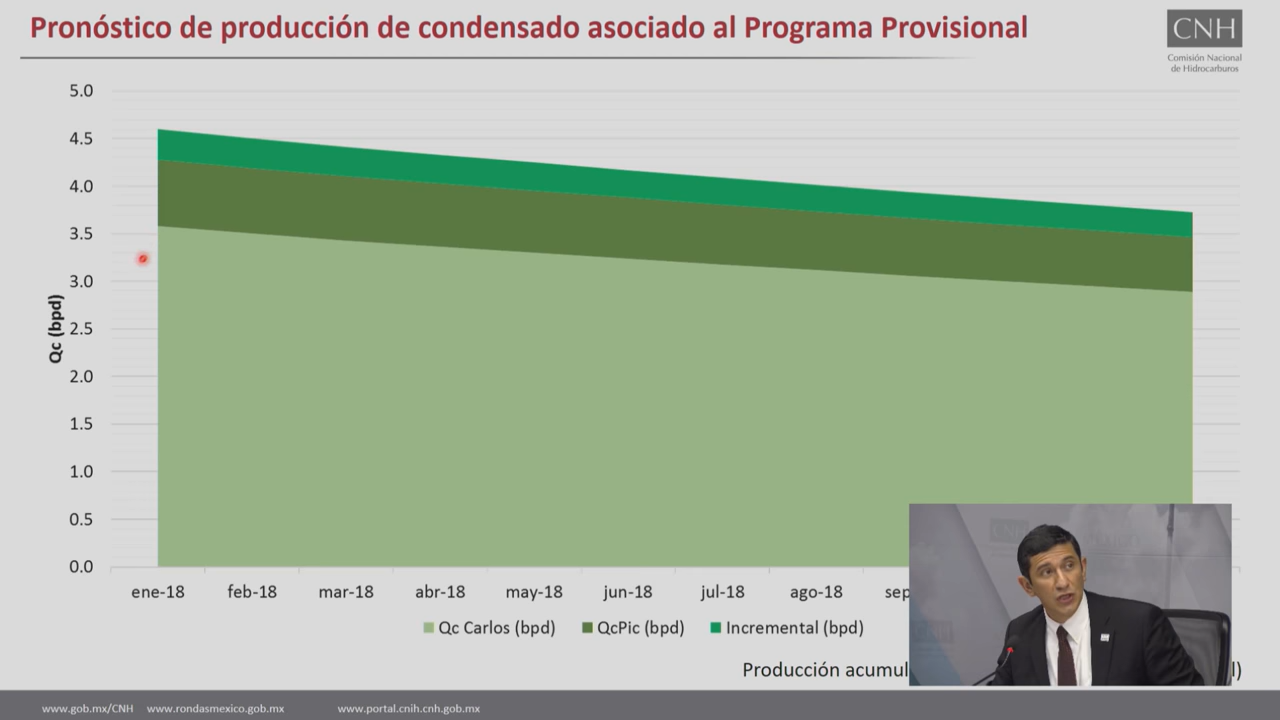 Pronóstico de producción de condensado asociado al Programa Provisional
CNH
Comisión Nacional
de Hidrocarburos
5.0
4.5
4.0
3.5
3.0
2.5
2.0
1.5
1.0
0.5
0.0
Qc (bpd)
ene-18 feb-18 mar-18 abr-18 may-18 jun-18 jul-18 ago-18
Qc Carlos (bpd) QcPic (bpd) Incremental (bpd)
Producción
www.gob.mx/CNH www.rondasmexico.gob.mx www.portal.cnih.cnh.gob.mx